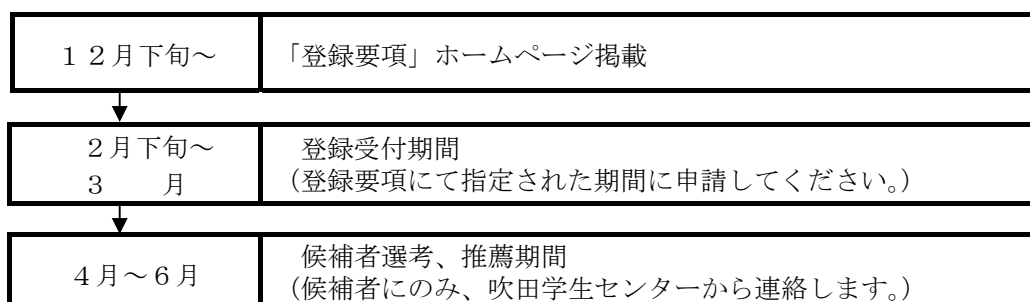 １２月下旬～ 「登録要項」ホームページ掲載
２月下旬～ 登録受付期間
３　　月 （登録要項にて指定された期間に申請してください。）
４月～６月 候補者選考、推薦期間
（候補者にのみ、吹田学生センターから連絡します。）